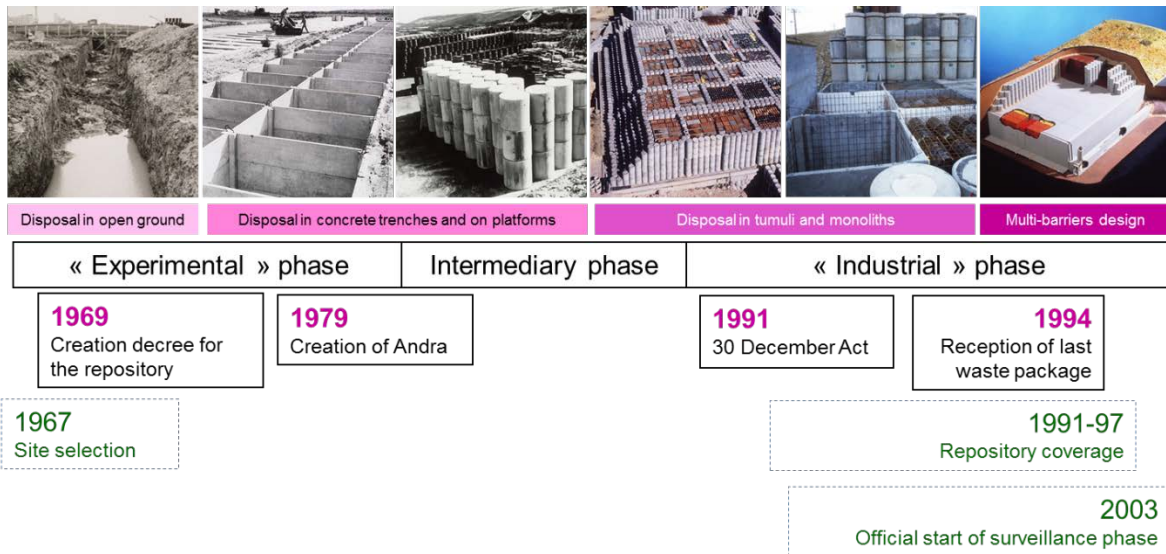 Disposal in open ground
Disposal in concrete trenches and on platforms
Disposal in tumuli and monoliths
Multi-barriers design
« Experimental » phase
Intermediary phase
« Industrial » phase
1969
Creation decree for
the repository
1979
Creation of Andra
1991
30 December Act
1994
Reception of last
waste package
1967
Site selection
1991-97
Repository coverage
2003
Official start of surveillance phase